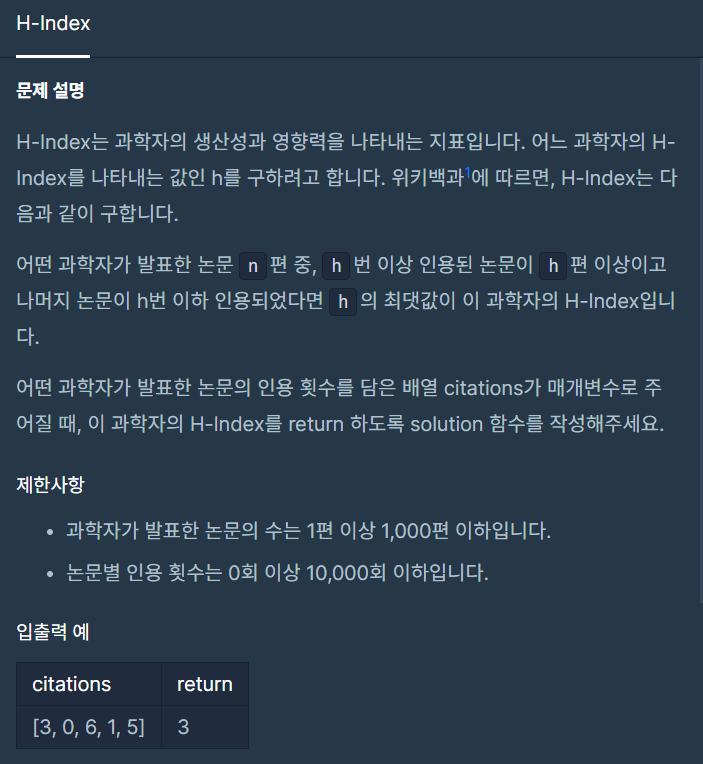 H-Index
문제 설명
H-Index는 과학자의 생산성과 영향력을 나타내는 지표입니다. 어느 과학자의 H-
Index를 나타내는 값인 h를 구하려고 합니다. 위키백과1에 따르면, H-Index는 다
음과 같이 구합니다.
어떤 과학자가 발표한 논문 n 편 중, h 번 이상 인용된 논문이 h 편 이상이고
나머지 논문이 h번 이하 인용되었다면 h 의 최댓값이 이 과학자의 H-Index입니
다.
어떤 과학자가 발표한 논문의 인용 횟수를 담은 배열 citations가 매개변수로 주
어질 때, 이 과학자의 H-Index를 return 하도록 solution 함수를 작성해주세요.
제한사항
• 과학자가 발표한 논문의 수는 1편 이상 1,000편 이하입니다.
• 논문별 인용 횟수는 0회 이상 10,000회 이하입니다.
입출력 예
citations return
[3, 0, 6, 1, 5] 3